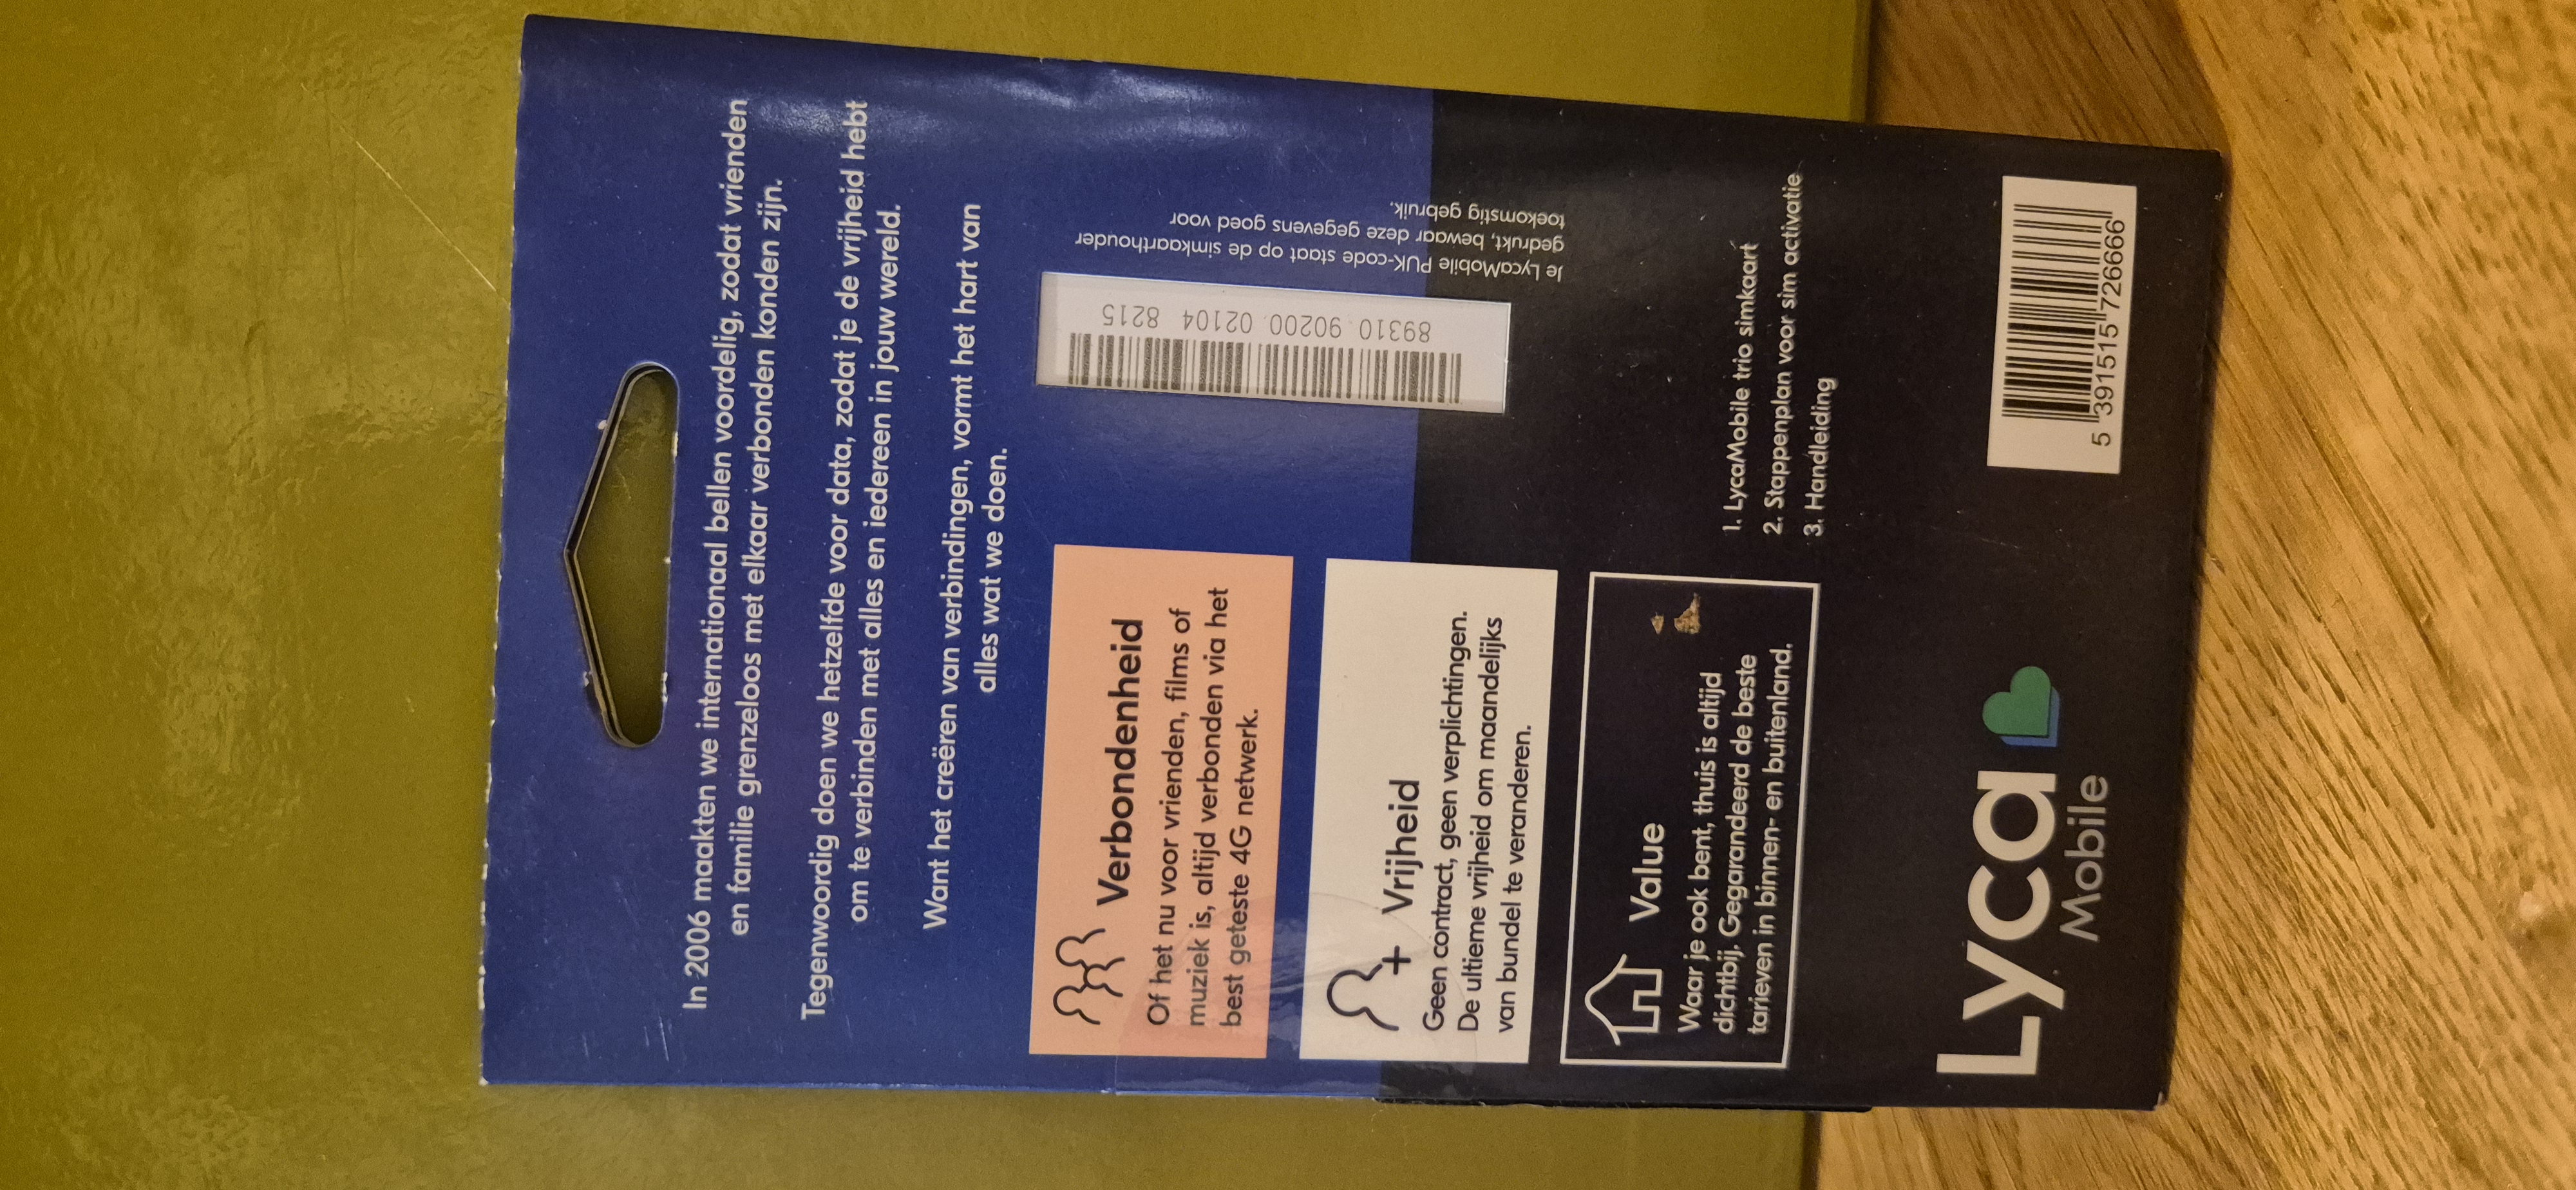 In 2006 maakten we internationaal bellen voordelig, zodat vrienden
en familie grenzeloos met elkaar verbonden konden zijn.
Tegenwoordig doen we hetzelfde voor data, zodat je de vrijheid hebt
om te verbinden met alles en iedereen in jouw wereld.
Want het creëren van verbindingen, vormt het hart van
alles wat we doen.
Verbondenheid
Of het nu voor vrienden, films of
muziek is, altijd verbonden via het
best geteste 4G netwerk.
Vrijheid
Geen contract, geen verplichtingen.
De ultieme vrijheid om maandelijks
van bundel te veranderen.
Value
Waar je ook bent, thuis is altijd
dichtbij. Gegarandeerd de beste
tarieven in binnen- en buitenland.
Je LycaMobile PUK-code staat op de simkaarthouder
gedrukt, bewaar deze gegevens goed voor
toekomstig gebruik.
89310 90200 02104 8215
1. LycaMobile trio simkaart
2. Stappenplan voor sim activatie
3. Handleiding
Lyca
Mobile
5 391515 726666